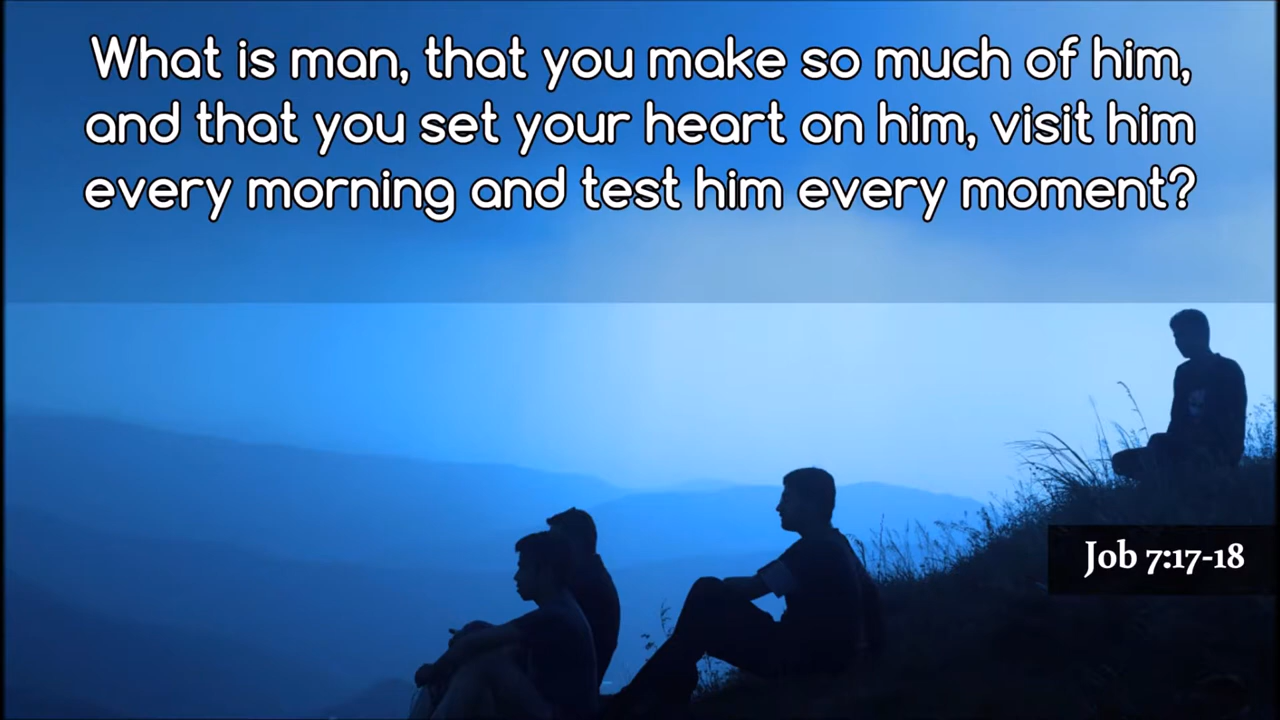 What is man, that you make so much of him,
and that you set your heart on him, visit him
every morning and test him every moment?
Job 7:17-18